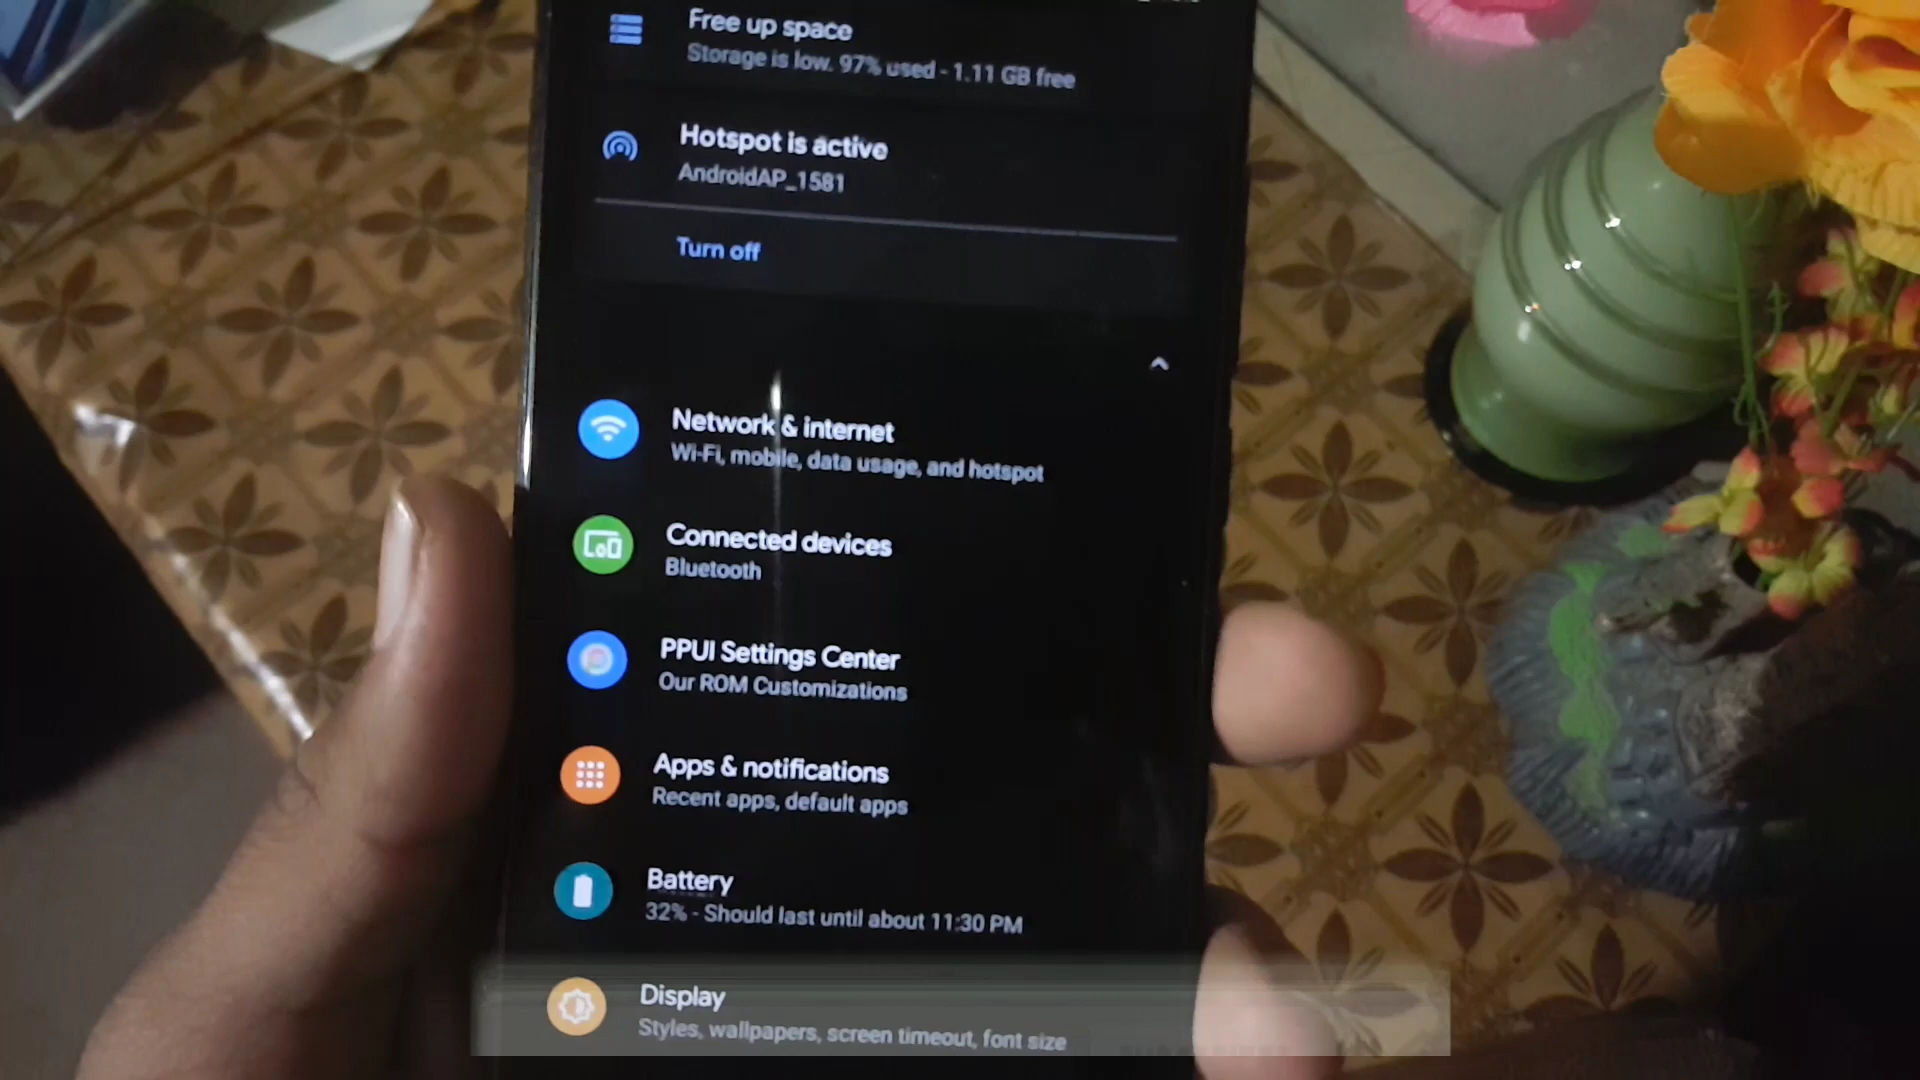 Free up space
Storage is low. 97% used - 1.11 GB free
Hotspot is active
AndroidAP_1581
Turn off
Network & internet
Wi-Fi, mobile, data usage, and hotspot
Connected devices
Bluetooth
PPUI Settings Center
Our ROM Customizations
Apps & notifications
Recent apps, default apps
Battery
32% - Should last until about 11:30 PM
Display
Styles, wallpapers, screen timeout, font size